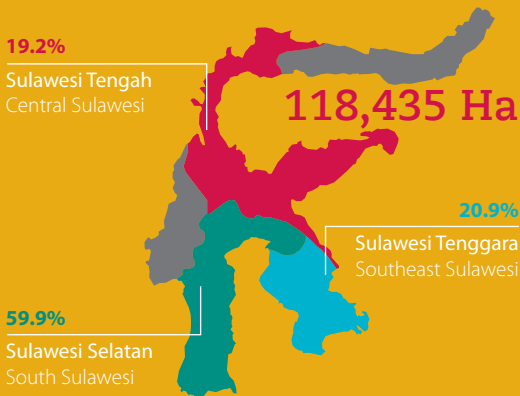 19.2%
Sulawesi Tengah
Central Sulawesi
118,435 Ha
20.9%
Sulawesi Tenggara
Southeast Sulawesi
59.9%
Sulawesi Selatan
South Sulawesi